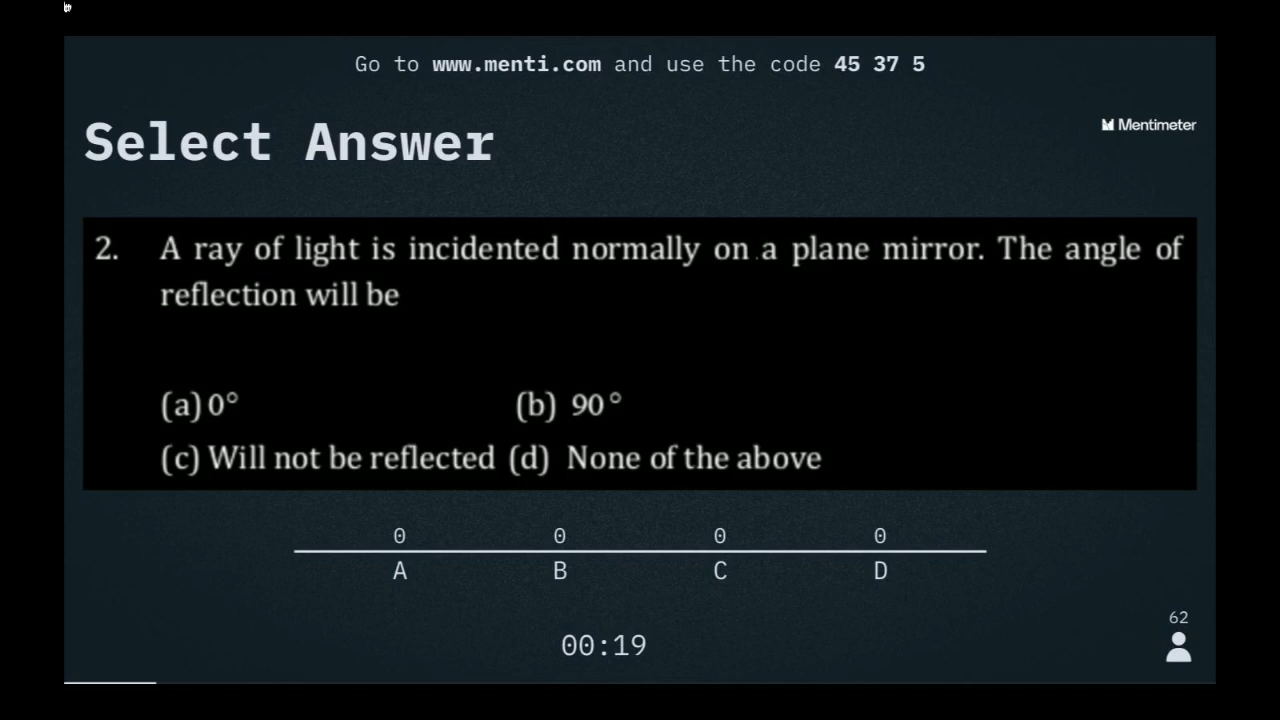 Go to www.menti.com and use the code 45 37 5
Select Answer
Mentimeter
2. A ray of light is incidented normally on a plane mirror. The angle of
reflection will be
(a) 0° (b) 90°
(c) Will not be reflected (d) None of the above
0 0 0 0
A B C D
62
00:19